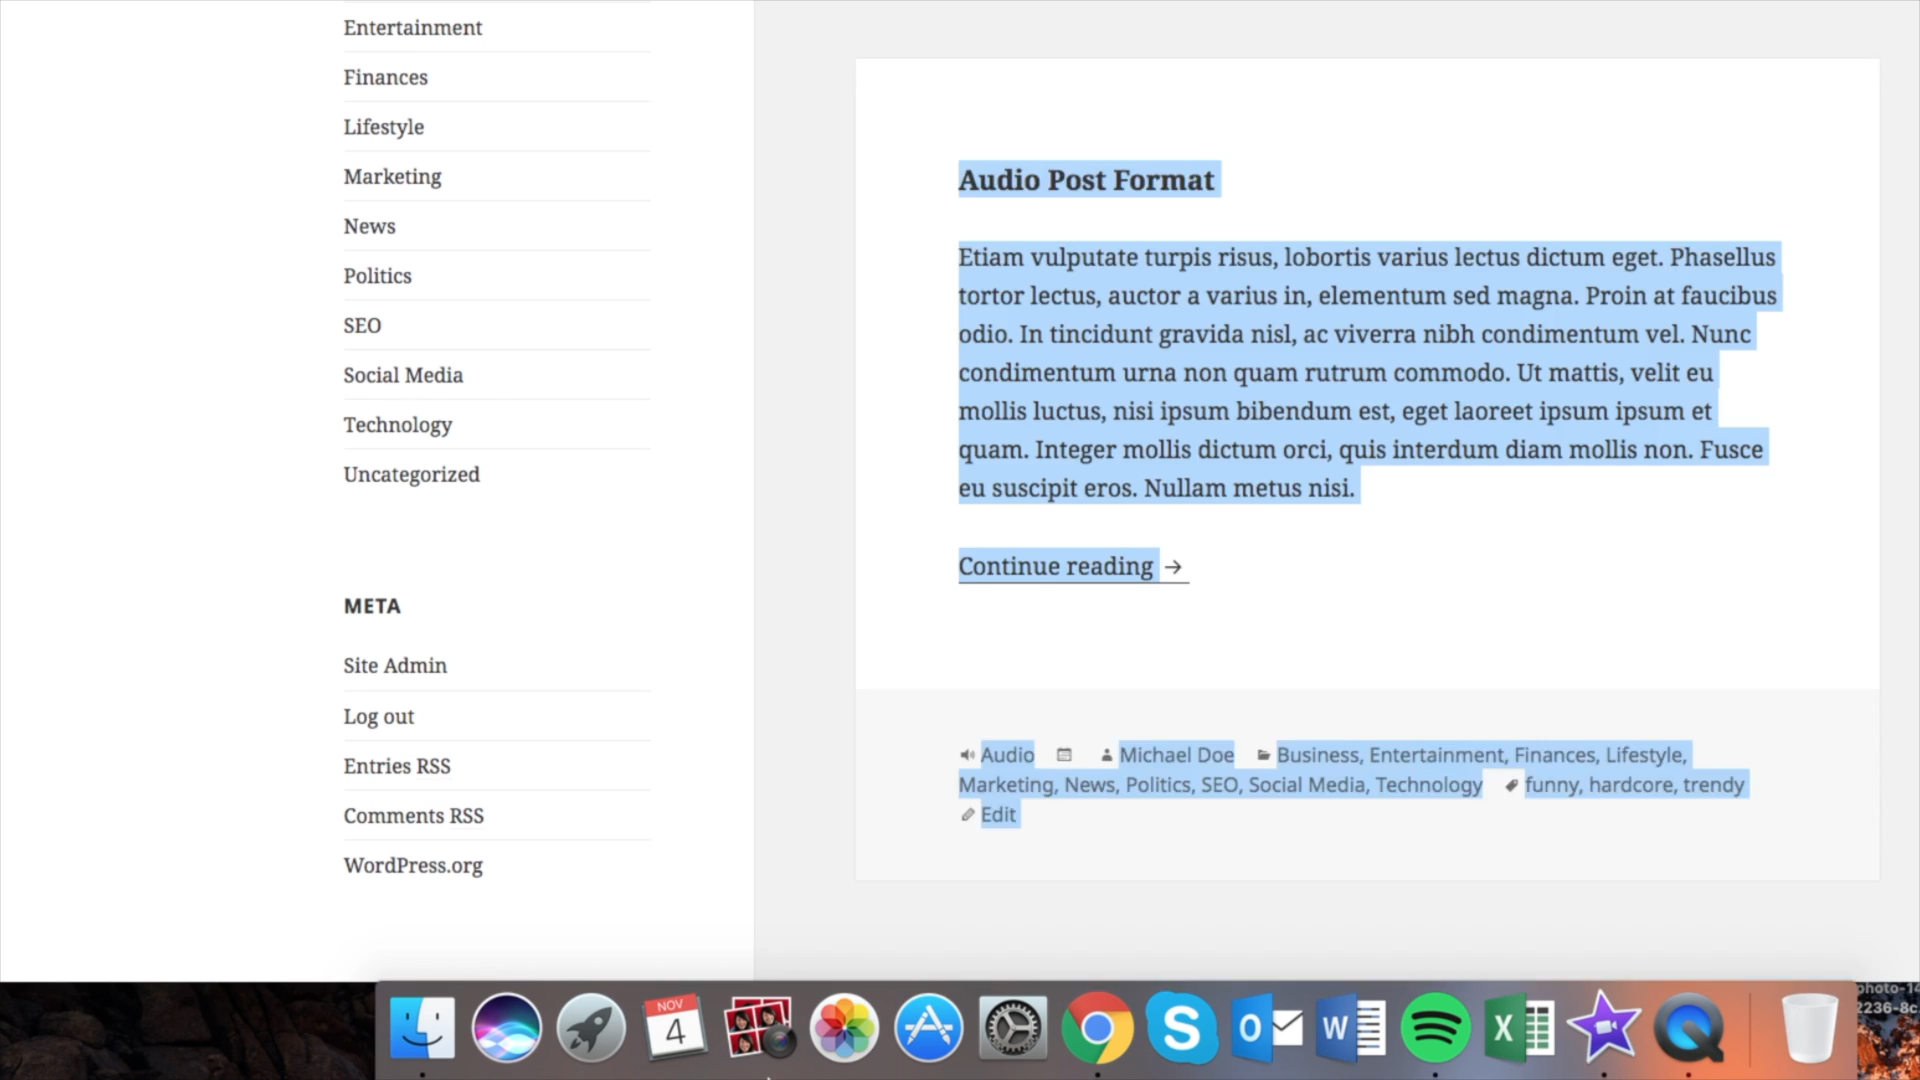 Entertainment
Finances
Lifestyle
Marketing
News
Politics
SEO
Social Media
Technology
Uncategorized
META
Site Admin
Log out
Entries RSS
Comments RSS
WordPress.org
Audio Post Format
Etiam vulputate turpis risus, lobortis varius lectus dictum eget. Phasellus
tortor lectus, auctor a varius in, elementum sed magna. Proin at faucibus
odio. In tincidunt gravida nisl, ac viverra nibh condimentum vel. Nunc
condimentum urna non quam rutrum commodo. Ut mattis, velit eu
mollis luctus, nisi ipsum bibendum est, eget laoreet ipsum ipsum et
quam. Integer mollis dictum orci, quis interdum diam mollis non. Fusce
eu suscipit eros. Nullam metus nisi.
Continue reading →
Audio Michael Doe Business, Entertainment, Finances, Lifestyle,
Marketing, News, Politics, SEO, Social Media, Technology funny, hardcore, trendy
Edit
NOV
4
photo-14
2236-8c